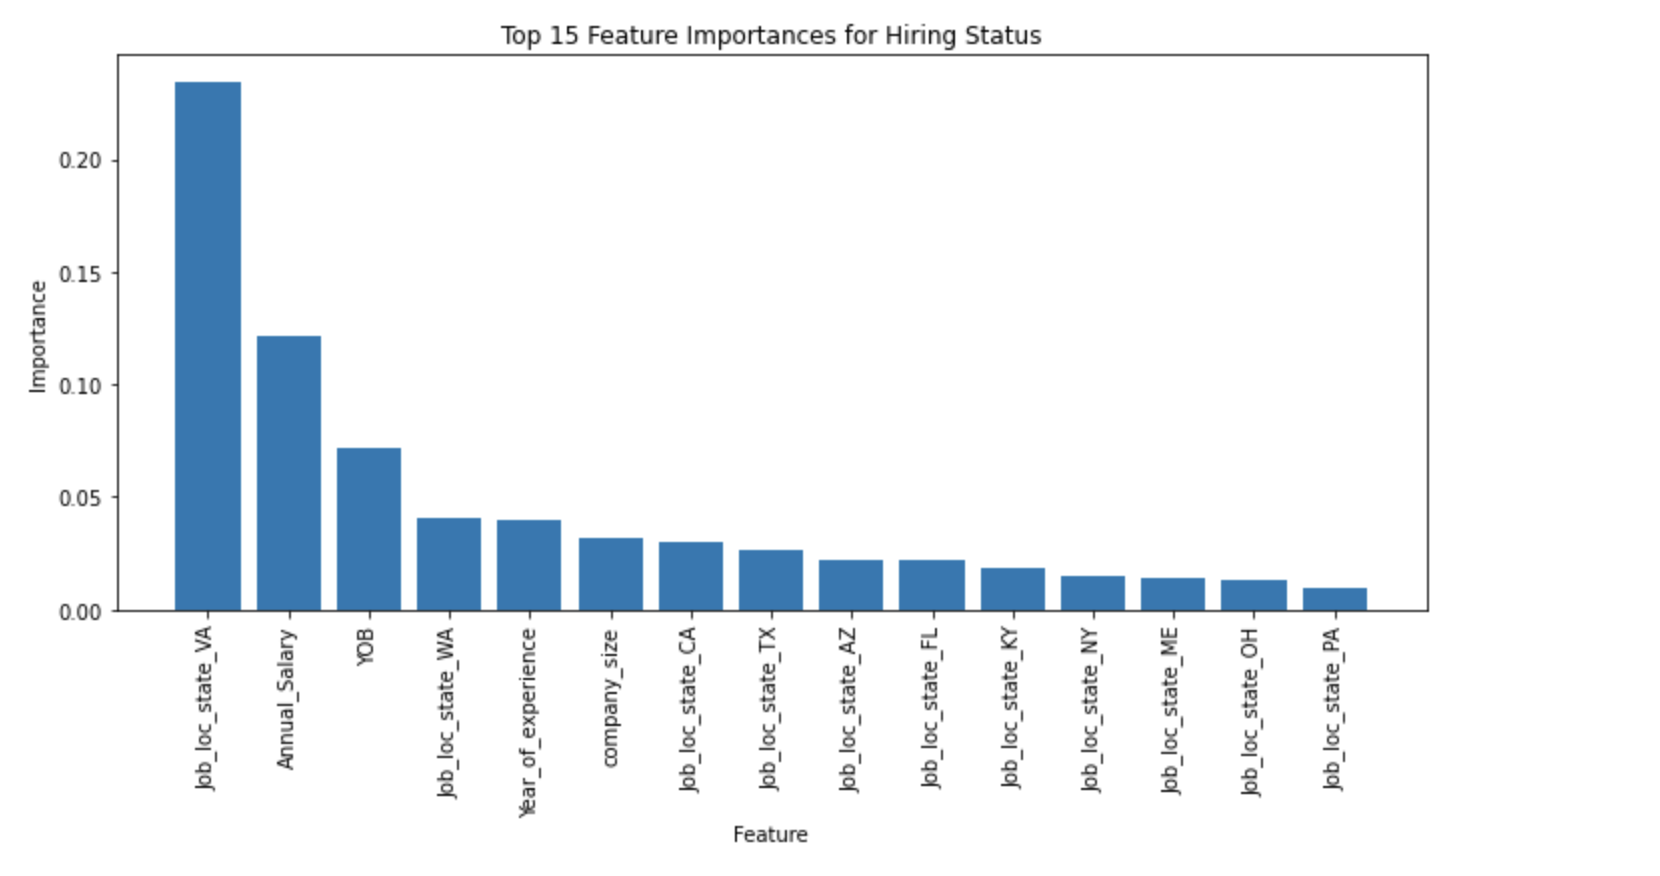 Top 15 Feature Importances for Hiring Status
Importance
0.20
0.15
0.10
0.05
0.00
Job_loc_state_VA
Annual_Salary
YOB
Job_loc_state_WA
Year_of_experience
company_size
Job_loc_state_CA
Job_loc_state_TX
Job_loc_state_AZ
Job_loc_state_FL
Job_loc_state_KY
Job_loc_state_NY
Job_loc_state_ME
Job_loc_state_OH
Job_loc_state_PA
Feature